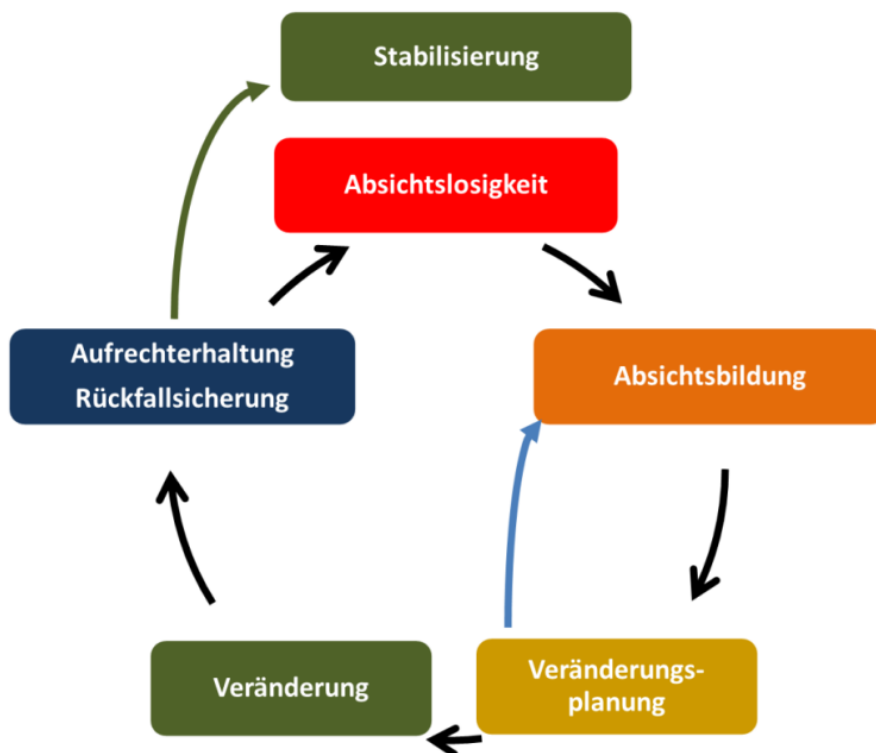 Stabilisierung
Absichtslosigkeit
Aufrechterhaltung
Rückfallsicherung
Absichtsbildung
Veränderung
Veränderungs-
planung